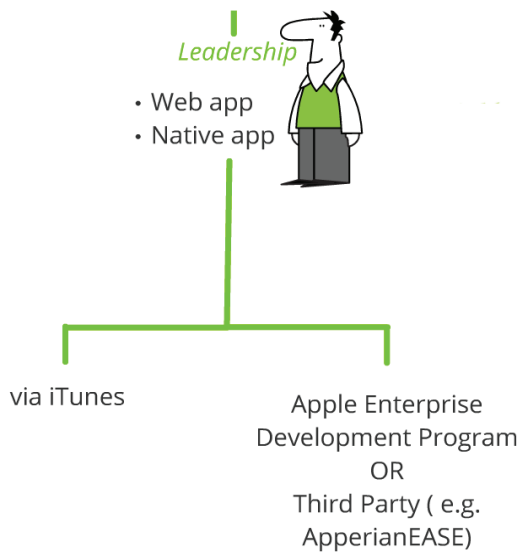 Leadership
• Web app
• Native app
via iTunes
Apple Enterprise
Development Program
OR
Third Party ( e.g.
ApperianEASE)